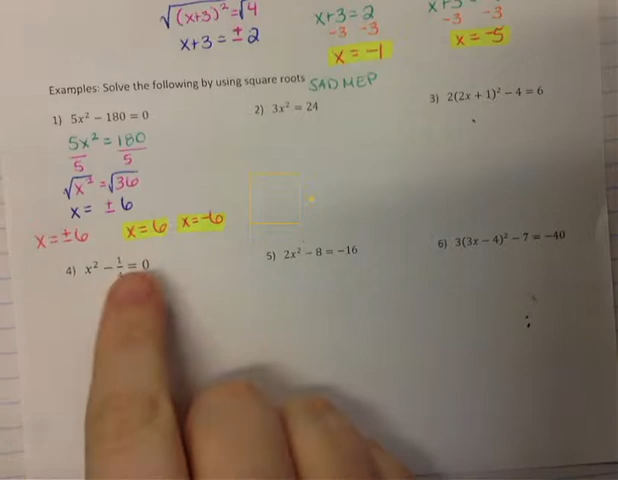 √(x+3)² = √4
x+3 = ± 2
x+3 = 2
-3 -3
x = -1
x+3
-3 -3
x = -5
Examples: Solve the following by using square roots SADMEP
1) 5x² − 180 = 0
5x² = 180
5 5
√x² = √36
x = ± 6
x = ±6 x = 6 x = -6
2) 3x² = 24
3) 2(2x + 1)² − 4 = 6
4) x² − 1/ = 0
5) 2x² − 8 = −16
6) 3(3x − 4)² − 7 = −40